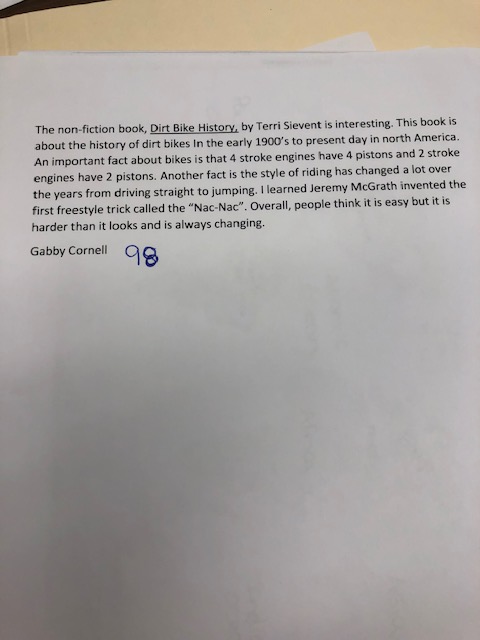 The non-fiction book, Dirt Bike History, by Terri Sievent is interesting. This book is
about the history of dirt bikes In the early 1900's to present day in north America.
An important fact about bikes is that 4 stroke engines have 4 pistons and 2 stroke
engines have 2 pistons. Another fact is the style of riding has changed a lot over
the years from driving straight to jumping. I learned Jeremy McGrath invented the
first freestyle trick called the "Nac-Nac". Overall, people think it is easy but it is
harder than it looks and is always changing.
Gabby Cornell 98